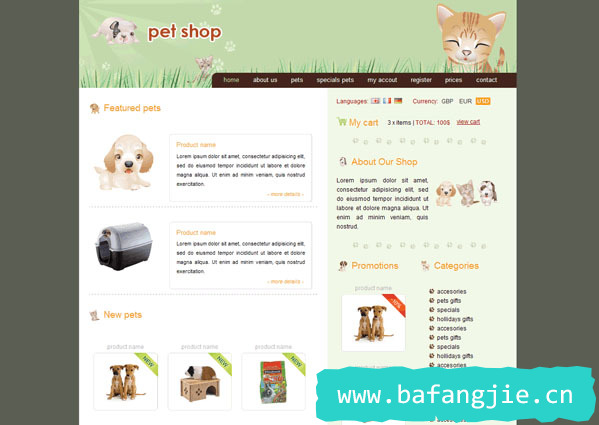 pet shop
home about us pets specials pets my accout register prices contact
Featured pets
Product name
Lorem ipsum dolor sit amet, consectetur adipisicing elit,
sed do eiusmod tempor incididunt ut labore et dolore
magna aliqua. Ut enim ad minim veniam, quis nostrud
exercitation.
- more details -
Product name
Lorem ipsum dolor sit amet, consectetur adipisicing elit,
sed do eiusmod tempor incididunt ut labore et dolore
magna aliqua. Ut enim ad minim veniam, quis nostrud
exercitation.
- more details -
New pets
product name product name product name
NEW NEW NEW
Languages: Currency: GBP EUR USD
My cart 3 x items | TOTAL: 100$ view cart
About Our Shop
Lorem ipsum dolor sit
amet, consectetur adipisicing
elit, sed do eiusmod tempor
incididunt ut labore et dolore
magna aliqua. Ut enim
ad minim veniam, quis
nostrud.
Promotions
product name
-10%
product name
Categories
accesories
pets gifts
specials
hollidays gifts
accesories
pets gifts
specials
hollidays gifts
accesories
www.bafangjie.cn